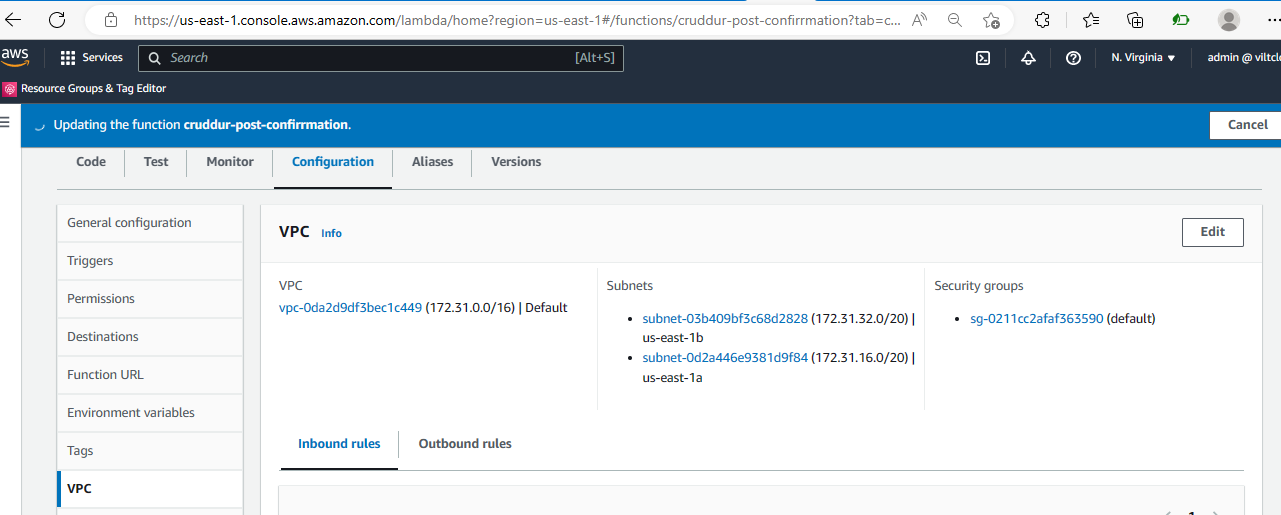 https://us-east-1.console.aws.amazon.com/lambda/home?region=us-east-1#/functions/cruddur-post-confirrmation?tab=c...
aws Services Search [Alt+S] N. Virginia ▼ admin @ viltclo
Resource Groups & Tag Editor
Updating the function cruddur-post-confirrmation. Cancel
Code Test Monitor Configuration Aliases Versions
General configuration
Triggers
Permissions
Destinations
Function URL
Environment variables
Tags
VPC
VPC Info Edit
VPC
vpc-0da2d9df3bec1c449 (172.31.0.0/16) | Default
Subnets
• subnet-03b409bf3c68d2828 (172.31.32.0/20) |
us-east-1b
• subnet-0d2a446e9381d9f84 (172.31.16.0/20) |
us-east-1a
Security groups
• sg-0211cc2afaf363590 (default)
Inbound rules Outbound rules